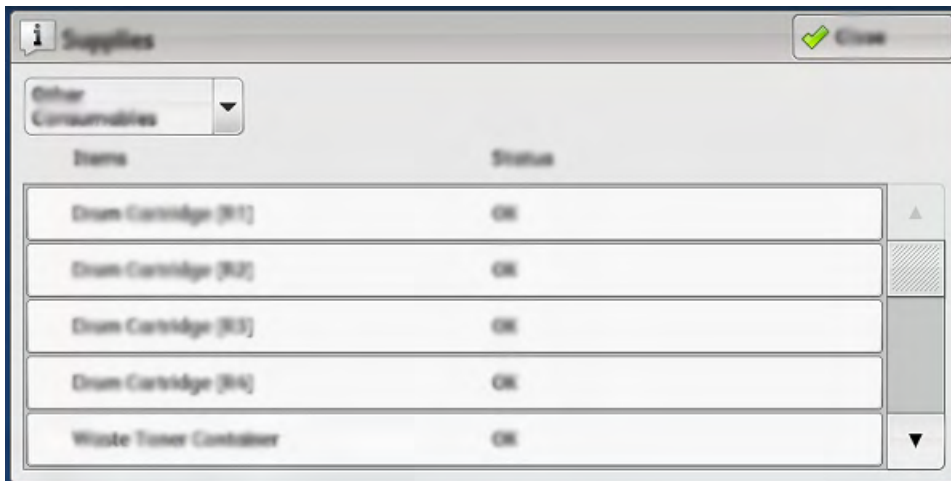 Supplies
Close
Other
Consumables
Items
Status
Drum Cartridge [R1]
OK
Drum Cartridge [R2]
OK
Drum Cartridge [R3]
OK
Drum Cartridge [R4]
OK
Waste Toner Container
OK